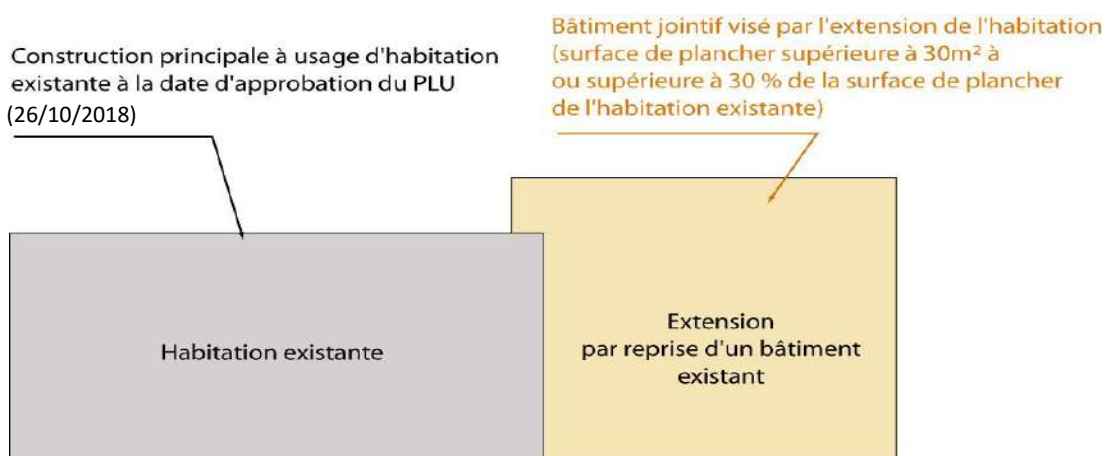 Construction principale à usage d'habitation
existante à la date d'approbation du PLU
(26/10/2018)
Bâtiment jointif visé par l'extension de l'habitation
(surface de plancher supérieure à 30m² à
ou supérieure à 30 % de la surface de plancher
de l'habitation existante)
Habitation existante
Extension
par reprise d'un bâtiment
existant